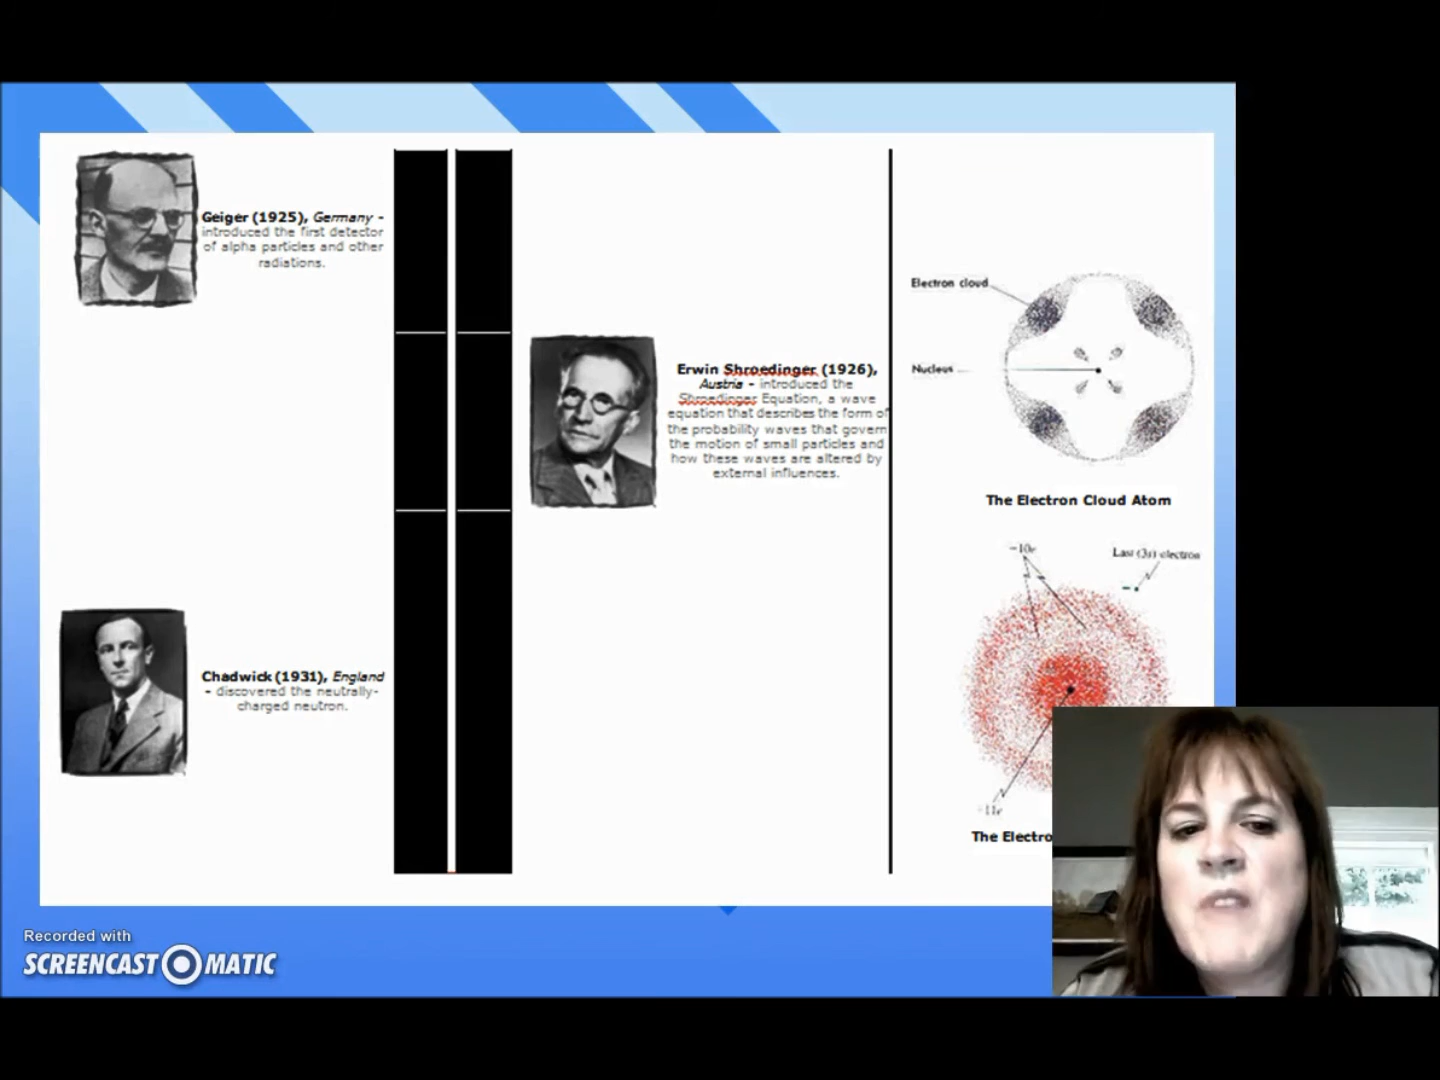 Geiger (1925), Germany -
introduced the first detector
of alpha particles and other
radiations.
Erwin Shroedinger (1926),
Austria - introduced the
Shroedinger Equation, a wave
equation that describes the form of
the probability waves that govern
the motion of small particles and
how these waves are altered by
external influences.
Chadwick (1931), England
- discovered the neutrally-
charged neutron.
Electron cloud
Nucleus
The Electron Cloud Atom
-10e
Last (3s) electron
+11e
The Electro
Recorded with
SCREENCAST MATIC